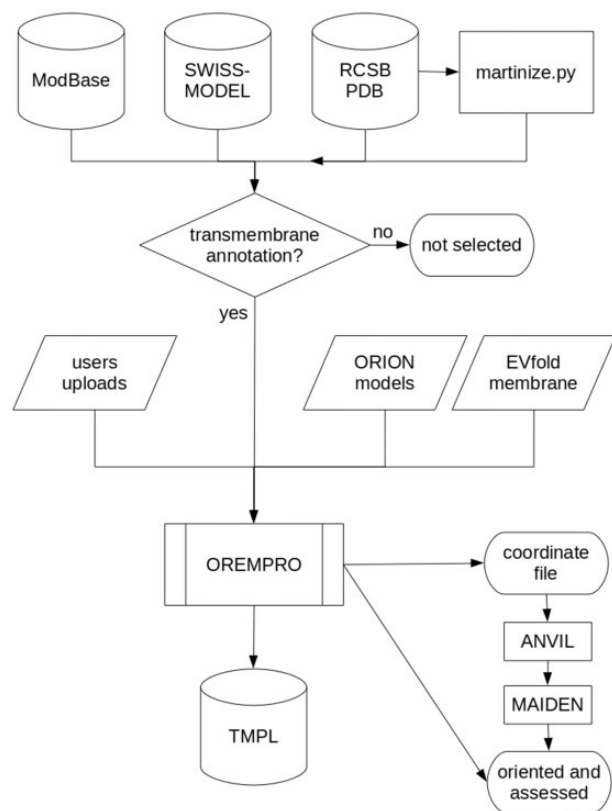 ModBase
SWISS-
MODEL
RCSB
PDB
martinize.py
transmembrane
annotation?
no
not selected
yes
users
uploads
ORION
models
EVfold
membrane
OREMPRO
coordinate
file
ANVIL
MAIDEN
TMPL
oriented and
assessed